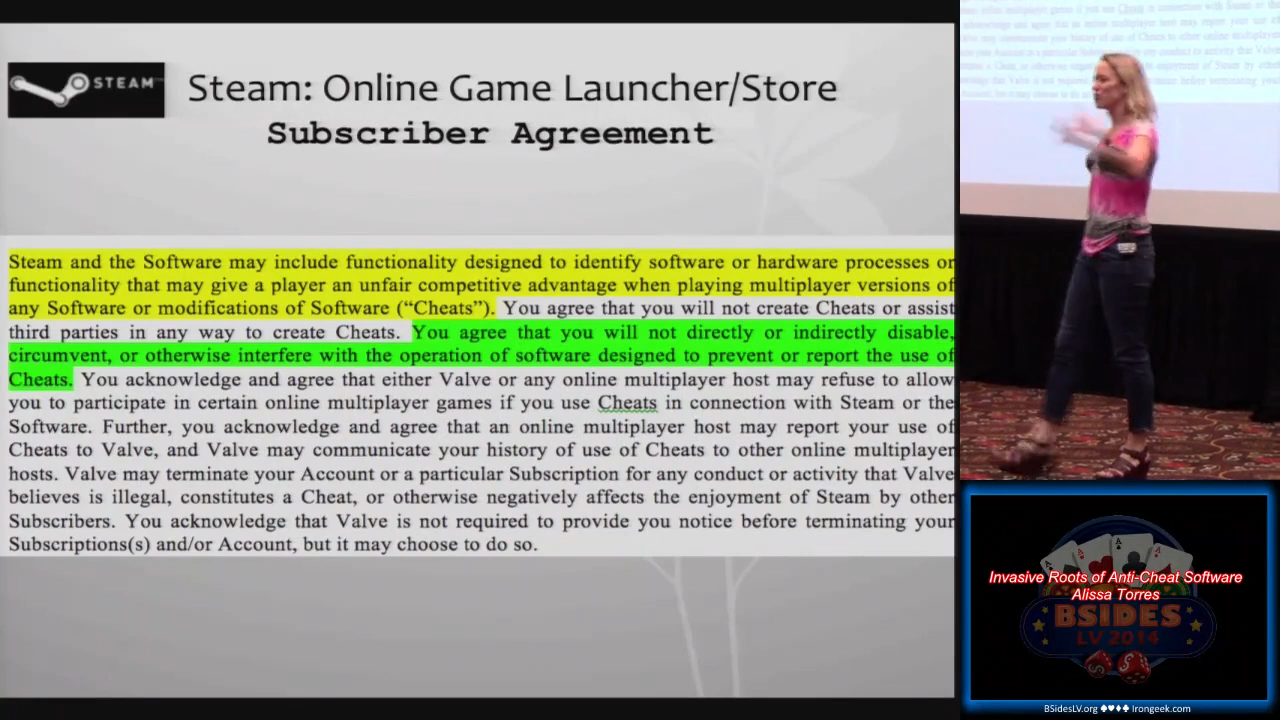 STEAM
Steam: Online Game Launcher/Store
Subscriber Agreement
Steam and the Software may include functionality designed to identify software or hardware processes or
functionality that may give a player an unfair competitive advantage when playing multiplayer versions of
any Software or modifications of Software (“Cheats”). You agree that you will not create Cheats or assist
third parties in any way to create Cheats. You agree that you will not directly or indirectly disable,
circumvent, or otherwise interfere with the operation of software designed to prevent or report the use of
Cheats. You acknowledge and agree that either Valve or any online multiplayer host may refuse to allow
you to participate in certain online multiplayer games if you use Cheats in connection with Steam or the
Software. Further, you acknowledge and agree that an online multiplayer host may report your use of
Cheats to Valve, and Valve may communicate your history of use of Cheats to other online multiplayer
hosts. Valve may terminate your Account or a particular Subscription for any conduct or activity that Valve
believes is illegal, constitutes a Cheat, or otherwise negatively affects the enjoyment of Steam by other
Subscribers. You acknowledge that Valve is not required to provide you notice before terminating your
Subscriptions(s) and/or Account, but it may choose to do so.
Invasive Roots of Anti-Cheat Software
Alissa Torres
BSIDES
LV 2014
BSidesLV.org ♠♥♦♣ Irongeek.com